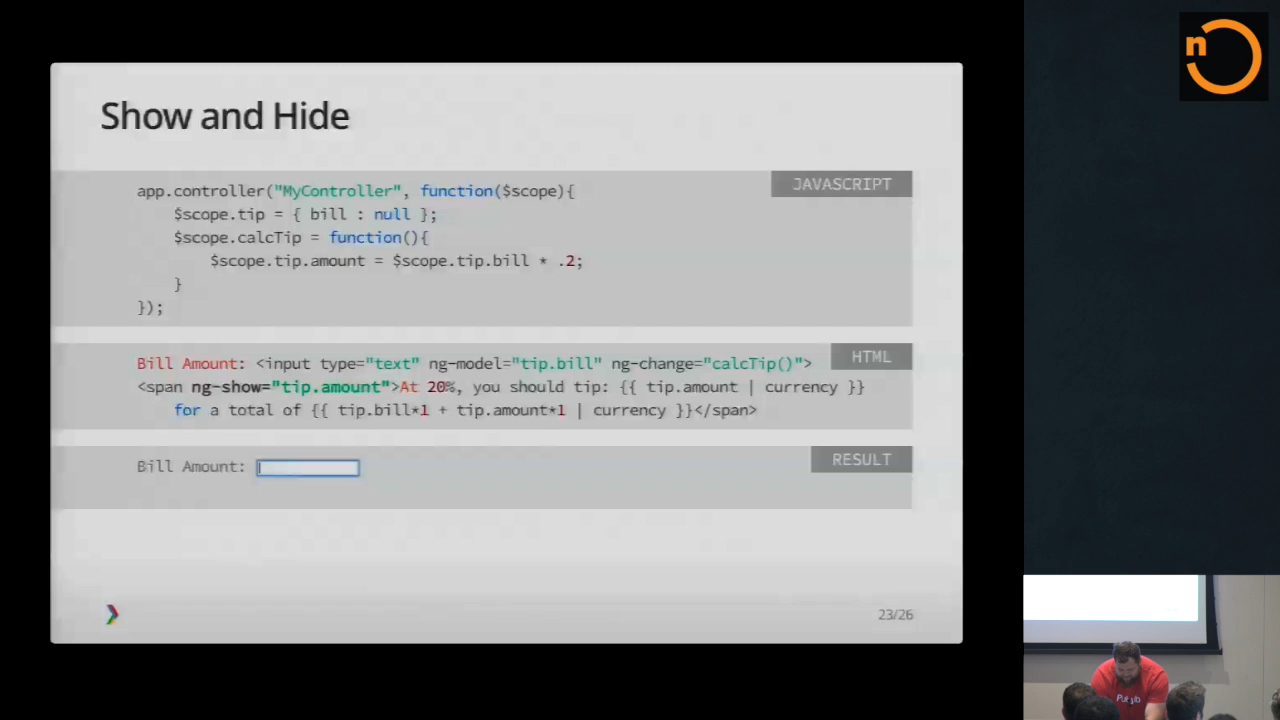 n
Show and Hide
JAVASCRIPT
app.controller("MyController", function($scope){
$scope.tip = { bill : null };
$scope.calcTip = function(){
$scope.tip.amount = $scope.tip.bill * .2;
}
});
HTML
Bill Amount: <input type="text" ng-model="tip.bill" ng-change="calcTip()">
<span ng-show="tip.amount">At 20%, you should tip: {{ tip.amount | currency }}
for a total of {{ tip.bill*1 + tip.amount*1 | currency }}</span>
RESULT
Bill Amount:
23/26